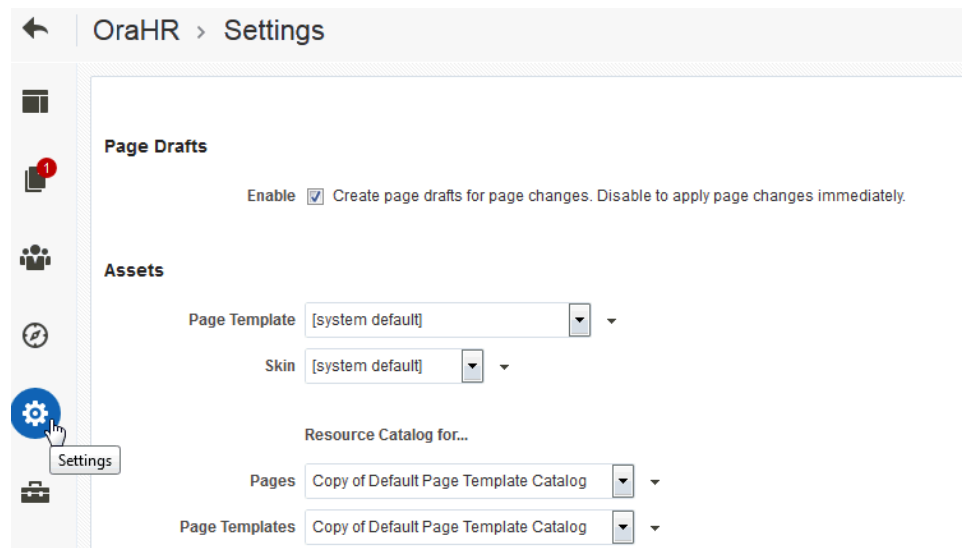 OraHR > Settings
1
Page Drafts
Enable Create page drafts for page changes. Disable to apply page changes immediately.
Assets
Page Template [system default]
Skin [system default]
Resource Catalog for...
Settings
Pages Copy of Default Page Template Catalog
Page Templates Copy of Default Page Template Catalog